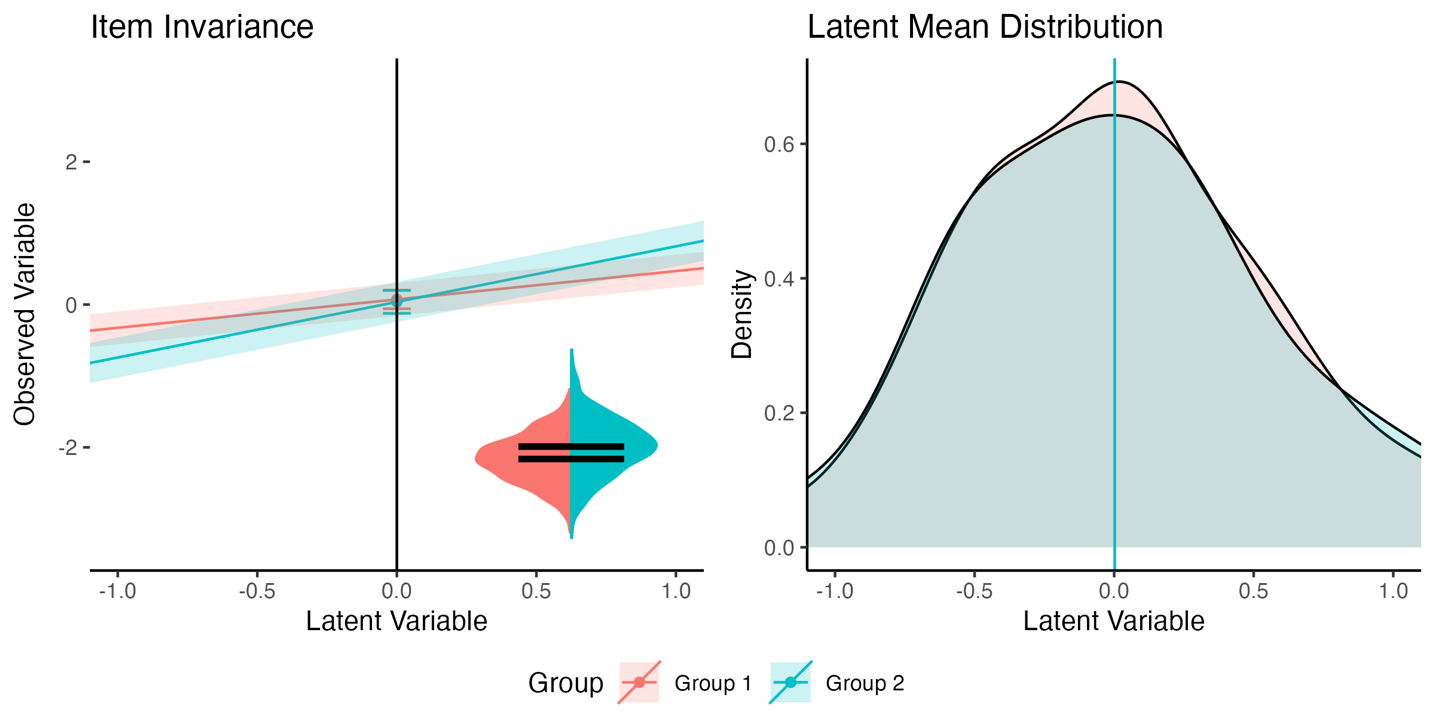 Item Invariance
Observed Variable
2
0
-2
-1.0 -0.5 0.0 0.5 1.0
Latent Variable
Latent Mean Distribution
Density
0.6
0.4
0.2
0.0
-1.0 -0.5 0.0 0.5 1.0
Latent Variable
Group Group 1 Group 2